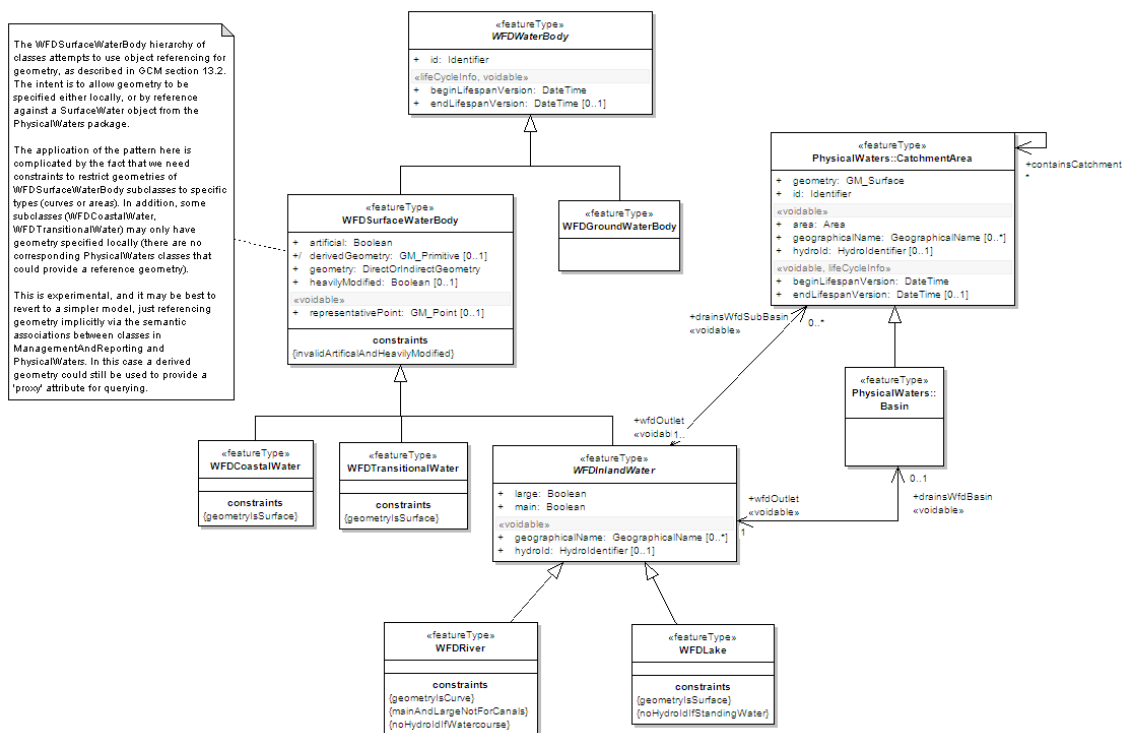 The WFDSurfaceWaterBody hierarchy of
classes attempts to use object referencing for
geometry, as described in GCM section 13.2.
The intent is to allow geometry to be
specified either locally, or by reference
against a SurfaceWater object from the
PhysicalWaters package.
The application of the pattern here is
complicated by the fact that we need
constraints to restrict geometries of
WFDSurfaceWaterBody subclasses to specific
types (curves or areas). In addition, some
subclasses (WFDCoastalWater,
WFDTransitionalWater) may only have
geometry specified locally (there are no
corresponding PhysicalWaters classes that
could provide a reference geometry).
This is experimental, and it may be best to
revert to a simpler model, just referencing
geometry implicitly via the semantic
associations between classes in
ManagementAndReporting and
PhysicalWaters. In this case a derived
geometry could still be used to provide a
'proxy' attribute for querying.
«featureType»
WFDWaterBody
+ id: Identifier
«lifeCycleInfo, voidable»
+ beginLifespanVersion: DateTime
+ endLifespanVersion: DateTime [0..1]
«featureType»
PhysicalWaters::CatchmentArea
+ geometry: GM_Surface
+ id: Identifier
«voidable»
+ area: Area
+ geographicalName: GeographicalName [0..*]
+ hydroId: HydroIdentifier [0..1]
«voidable, lifeCycleInfo»
+ beginLifespanVersion: DateTime
+ endLifespanVersion: DateTime [0..1]
+containsCatchment
*
«featureType»
WFDSurfaceWaterBody
+ artificial: Boolean
+/ derivedGeometry: GM_Primitive [0..1]
+ geometry: DirectOrIndirectGeometry
+ heavilyModified: Boolean [0..1]
«voidable»
+ representativePoint: GM_Point [0..1]
constraints
{invalidArtificalAndHeavilyModified}
«featureType»
WFDGroundWaterBody
+drainsWfdSubBasin
«voidable»
0..*
«featureType»
PhysicalWaters::
Basin
+wfdOutlet
«voidabl
1..
«featureType»
WFDCoastalWater
constraints
{geometryIsSurface}
«featureType»
WFDTransitionalWater
constraints
{geometryIsSurface}
«featureType»
WFDInlandWater
+ large: Boolean
+ main: Boolean
«voidable»
+ geographicalName: GeographicalName [0..*]
+ hydroId: HydroIdentifier [0..1]
0..1
+drainsWfdBasin
«voidable»
+wfdOutlet
«voidable»
1
«featureType»
WFDRiver
constraints
{geometryIsCurve}
{mainAndLargeNotForCanals}
{noHydroIdIfWatercourse}
«featureType»
WFDLake
constraints
{geometryIsSurface}
{noHydroIdIfStandingWater}